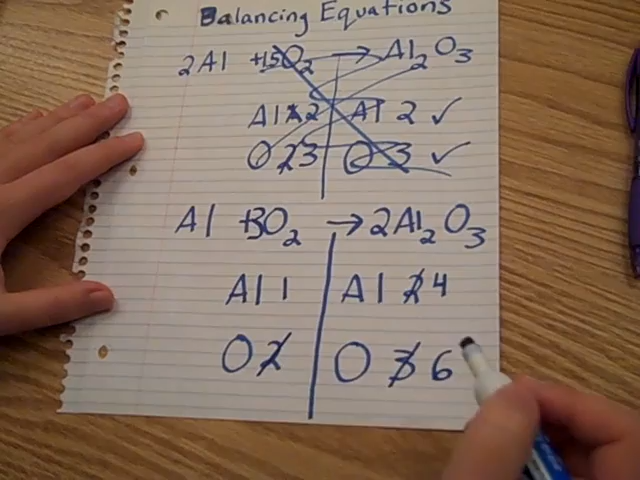 Balancing Equations
2Al +1.5O₂ → Al₂O₃
Al 1 2 Al 2 ✓
O 2 3 O 3 ✓
Al +3O₂ → 2Al₂O₃
Al 1 Al 2 4
O 2 O 3 6